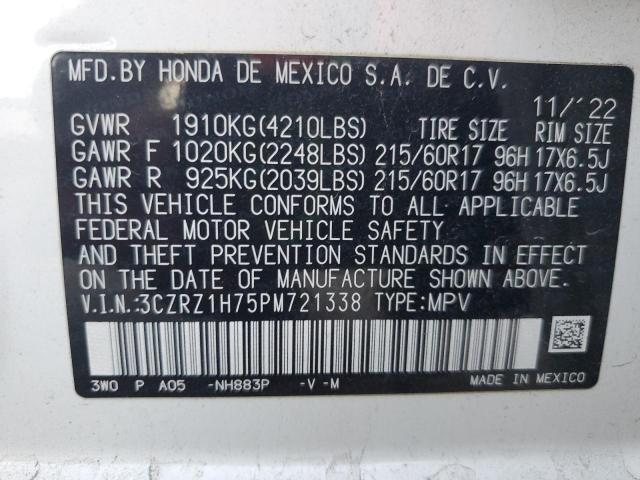 MFD.BY HONDA DE MEXICO S.A. DE C.V.
11/'22
GVWR 1910KG(4210LBS) TIRE SIZE RIM SIZE
GAWR F 1020KG(2248LBS) 215/60R17 96H 17X6.5J
GAWR R 925KG(2039LBS) 215/60R17 96H 17X6.5J
THIS VEHICLE CONFORMS TO ALL APPLICABLE
FEDERAL MOTOR VEHICLE SAFETY
AND THEFT PREVENTION STANDARDS IN EFFECT
ON THE DATE OF MANUFACTURE SHOWN ABOVE.
V.I.N.:3CZRZ1H75PM721338 TYPE:MPV
3W0 P A05 -NH883P -V -M MADE IN MEXICO